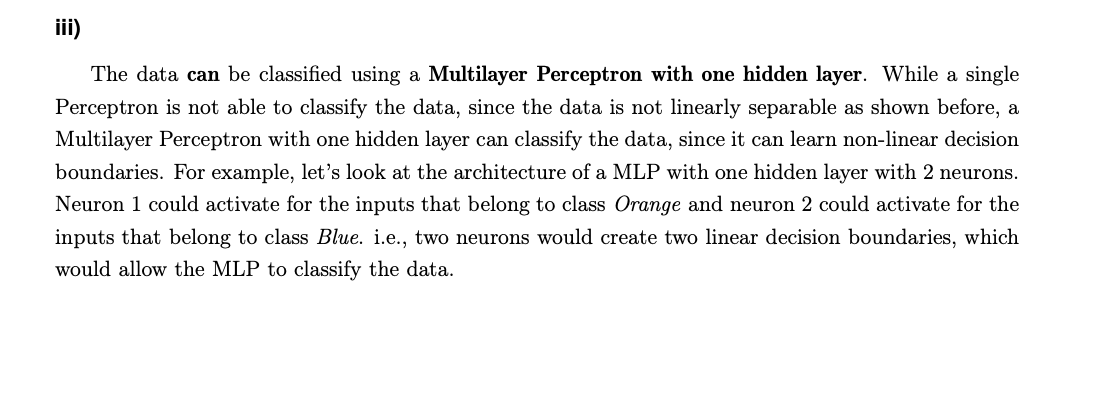 iii)
The data can be classified using a Multilayer Perceptron with one hidden layer. While a single
Perceptron is not able to classify the data, since the data is not linearly separable as shown before, a
Multilayer Perceptron with one hidden layer can classify the data, since it can learn non-linear decision
boundaries. For example, let’s look at the architecture of a MLP with one hidden layer with 2 neurons.
Neuron 1 could activate for the inputs that belong to class Orange and neuron 2 could activate for the
inputs that belong to class Blue. i.e., two neurons would create two linear decision boundaries, which
would allow the MLP to classify the data.